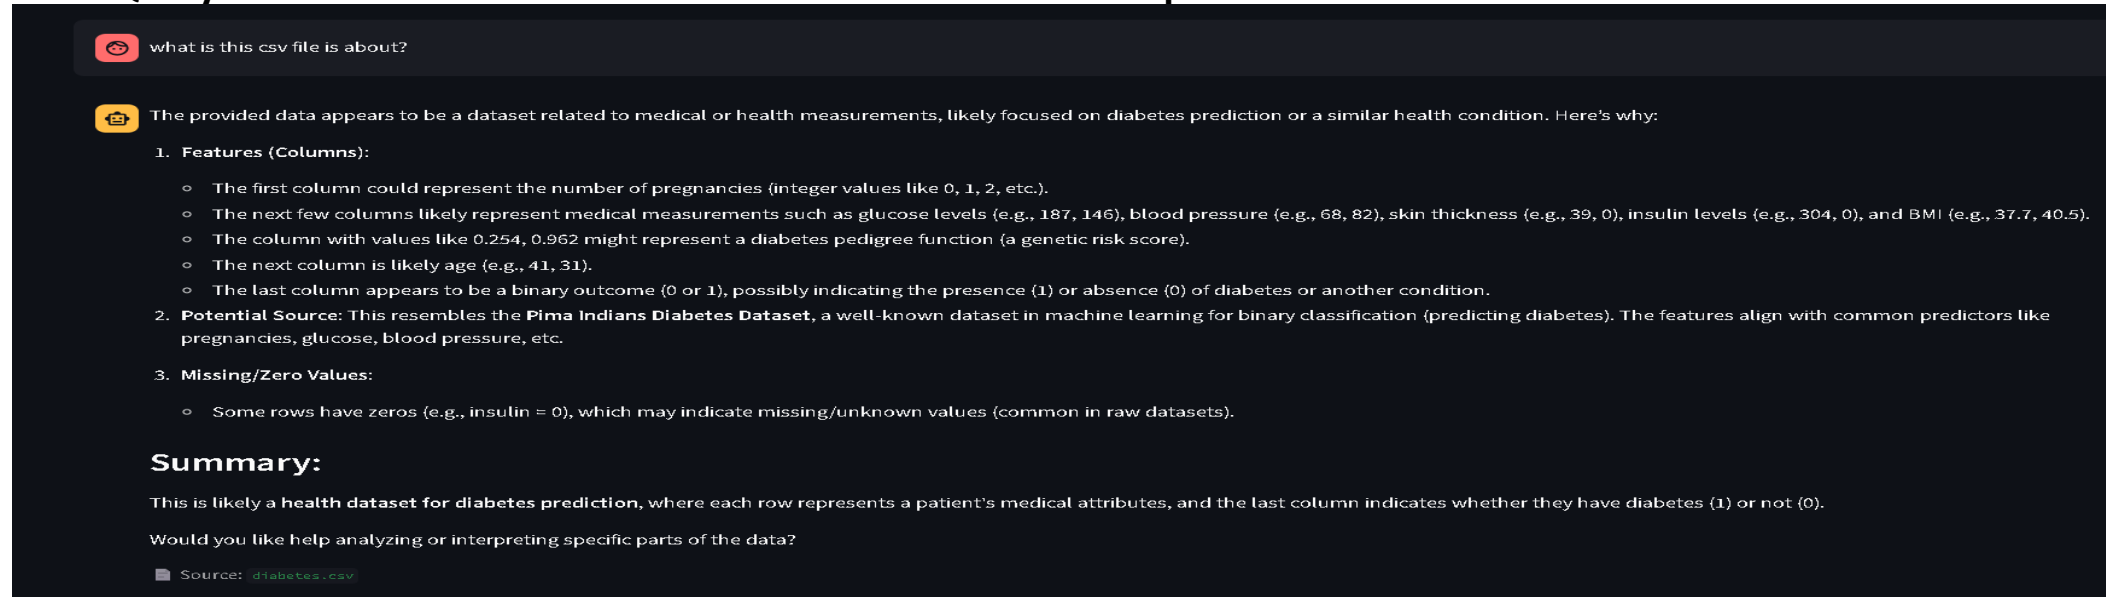 what is this csv file is about?
The provided data appears to be a dataset related to medical or health measurements, likely focused on diabetes prediction or a similar health condition. Here's why:
1. Features (Columns):
The first column could represent the number of pregnancies (integer values like 0, 1, 2, etc.).
The next few columns likely represent medical measurements such as glucose levels (e.g., 187, 146), blood pressure (e.g., 68, 82), skin thickness (e.g., 39, 0), insulin levels (e.g., 304, 0), and BMI (e.g., 37.7, 40.5).
The column with values like 0.254, 0.962 might represent a diabetes pedigree function (a genetic risk score).
The next column is likely age (e.g., 41, 31).
The last column appears to be a binary outcome (0 or 1), possibly indicating the presence (1) or absence (0) of diabetes or another condition.
2. Potential Source: This resembles the Pima Indians Diabetes Dataset, a well-known dataset in machine learning for binary classification (predicting diabetes). The features align with common predictors like
pregnancies, glucose, blood pressure, etc.
3. Missing/Zero Values:
Some rows have zeros (e.g., insulin = 0), which may indicate missing/unknown values (common in raw datasets).
Summary:
This is likely a health dataset for diabetes prediction, where each row represents a patient's medical attributes, and the last column indicates whether they have diabetes (1) or not (0).
Would you like help analyzing or interpreting specific parts of the data?
Source: diabetes.csv